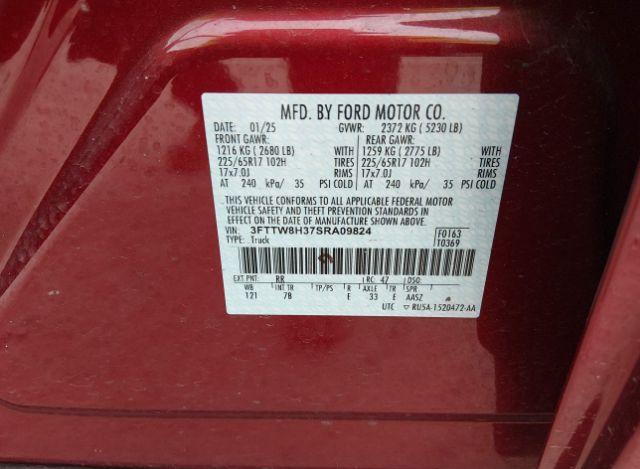 MFD. BY FORD MOTOR CO.
DATE: 01/25 GVWR: 2372 KG ( 5230 LB)
FRONT GAWR: REAR GAWR:
1216 KG ( 2680 LB) WITH 1259 KG ( 2775 LB) WITH
225/65R17 102H TIRES 225/65R17 102H TIRES
17x7.0J RIMS 17x7.0J RIMS
AT 240 kPa/ 35 PSI COLD AT 240 kPa/ 35 PSI COLD
THIS VEHICLE CONFORMS TO ALL APPLICABLE FEDERAL MOTOR
VEHICLE SAFETY AND THEFT PREVENTION STANDARDS IN
EFFECT ON THE DATE OF MANUFACTURE SHOWN ABOVE.
VIN: 3FTTW8H37SRA09824 F0163
TYPE: Truck T0369
EXT PNT: RR RC: 47 DSO:
WB INT TR TP/PS R AXLE TR SPR
121 78 E 33 E AASZ
UTC RU5A-1520472-AA